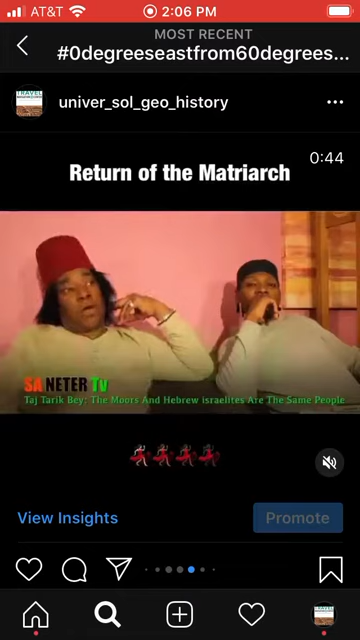 AT&T
2:06 PM
MOST RECENT
#0degreeseastfrom60degrees...
TRAVEL
univer_sol_geo_history
Return of the Matriarch
0:44
SA NETER Tv
Taj Tarik Bey: The Moors And Hebrew israelites Are The Same People
View Insights
Promote